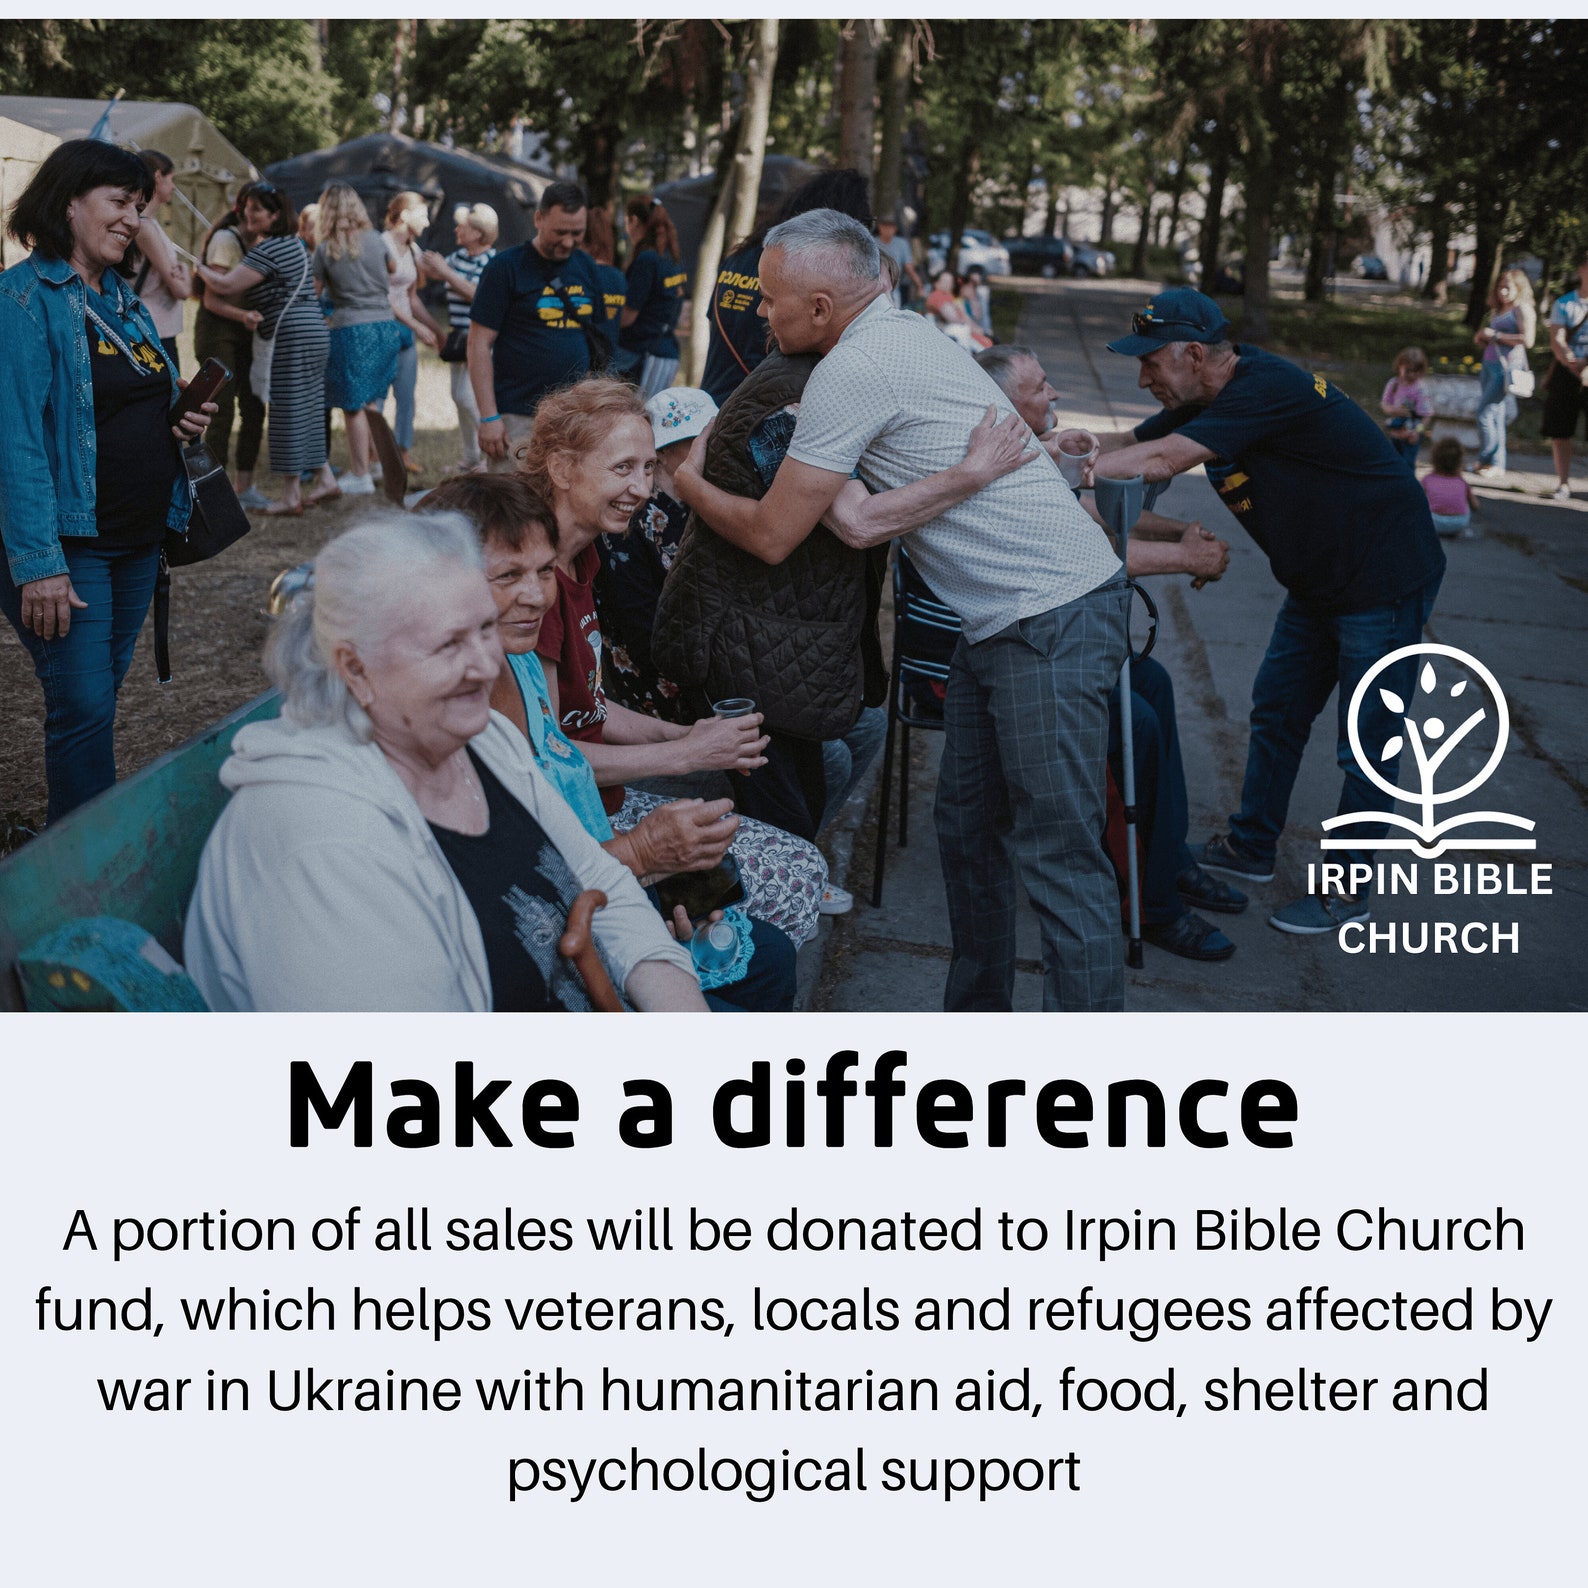 IRPIN BIBLE
CHURCH
Make a difference
A portion of all sales will be donated to Irpin Bible Church
fund, which helps veterans, locals and refugees affected by
war in Ukraine with humanitarian aid, food, shelter and
psychological support